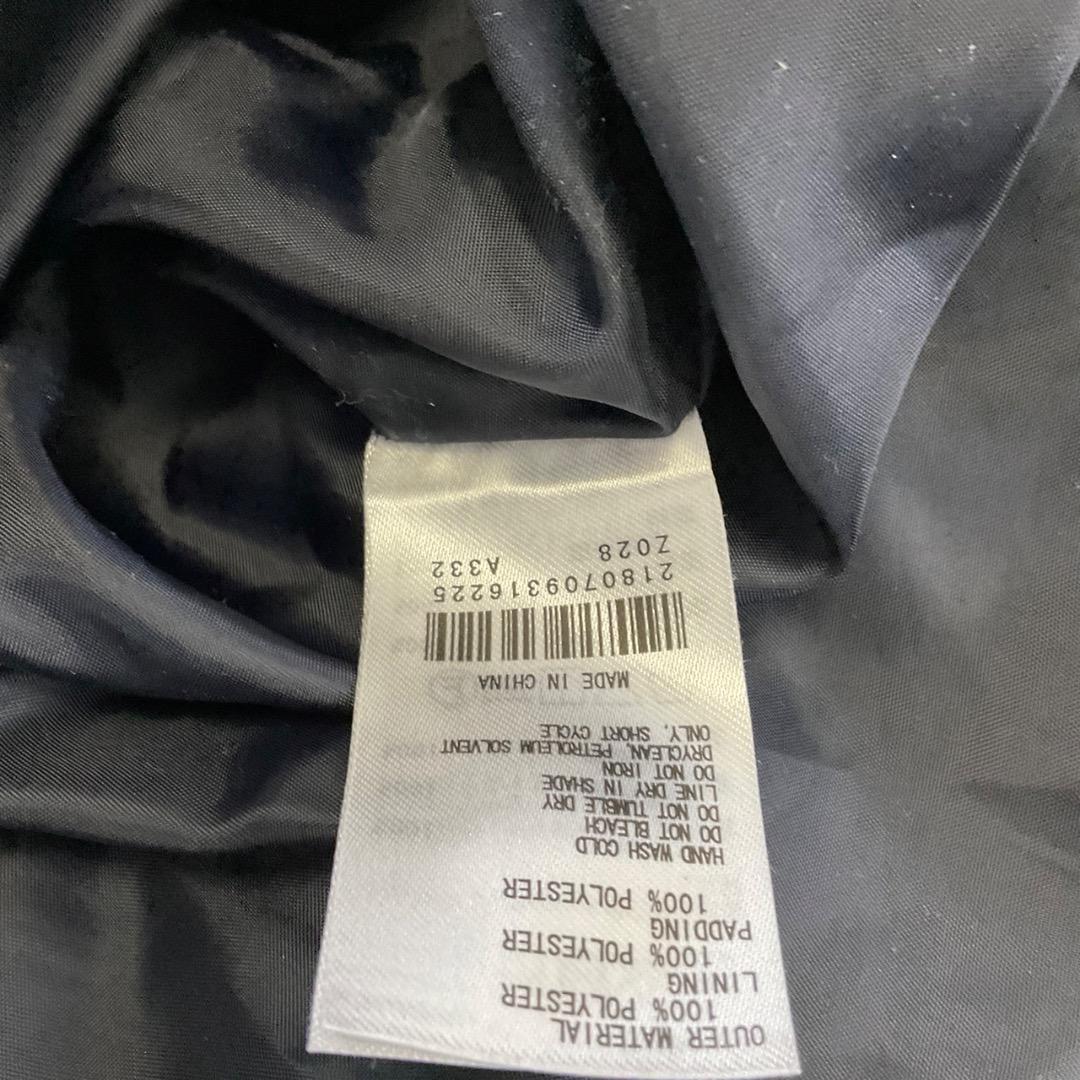 OUTER MATERIAL
100% POLYESTER
LINING
100% POLYESTER
PADDING
100% POLYESTER
HAND WASH COLD
DO NOT BLEACH
DO NOT TUMBLE DRY
LINE DRY IN SHADE
DO NOT IRON
DRYCLEAN, PETROLEUM SOLVENT
ONLY, SHORT CYCLE
MADE IN CHINA
2180709316225
Z028 A332